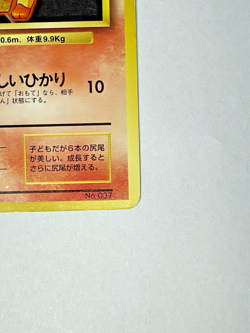 0.6m. 体重9.9Kg
しいひかり
10
げて「おもて」なら、相手
ん」状態にする。
子どもだが6本の尻尾
が美しい。成長すると
さらに尻尾が増える。
No.037